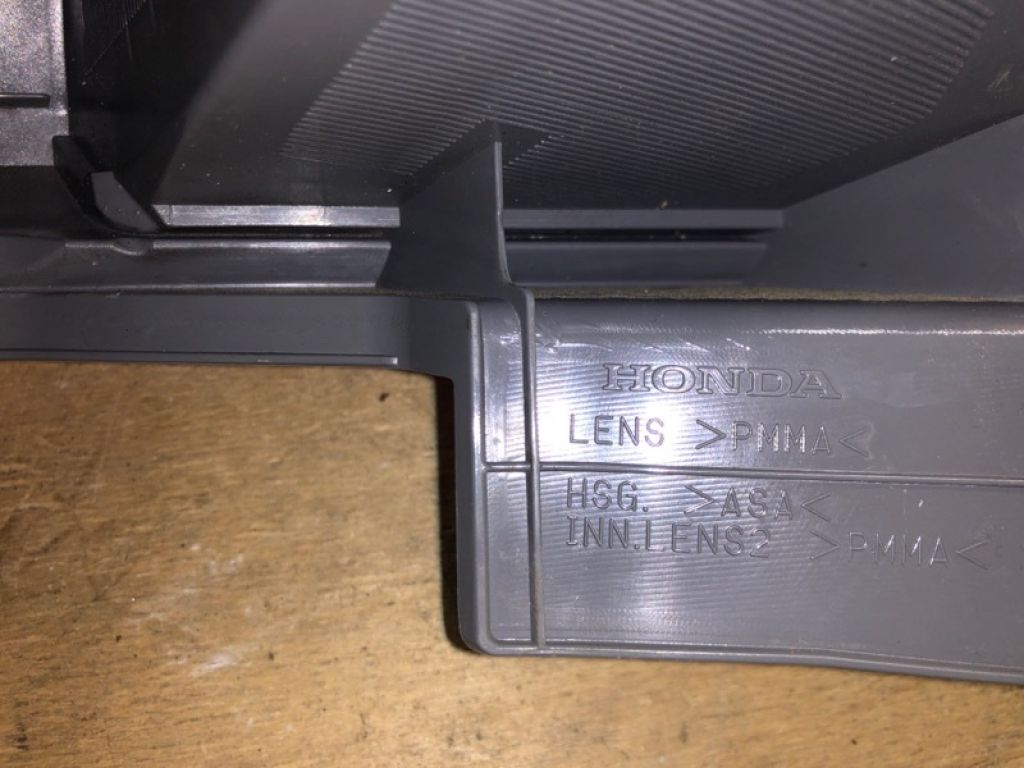 HONDA
LENS >PMMA<
HSG. >ASA<
INN.LENS2 >PMMA<